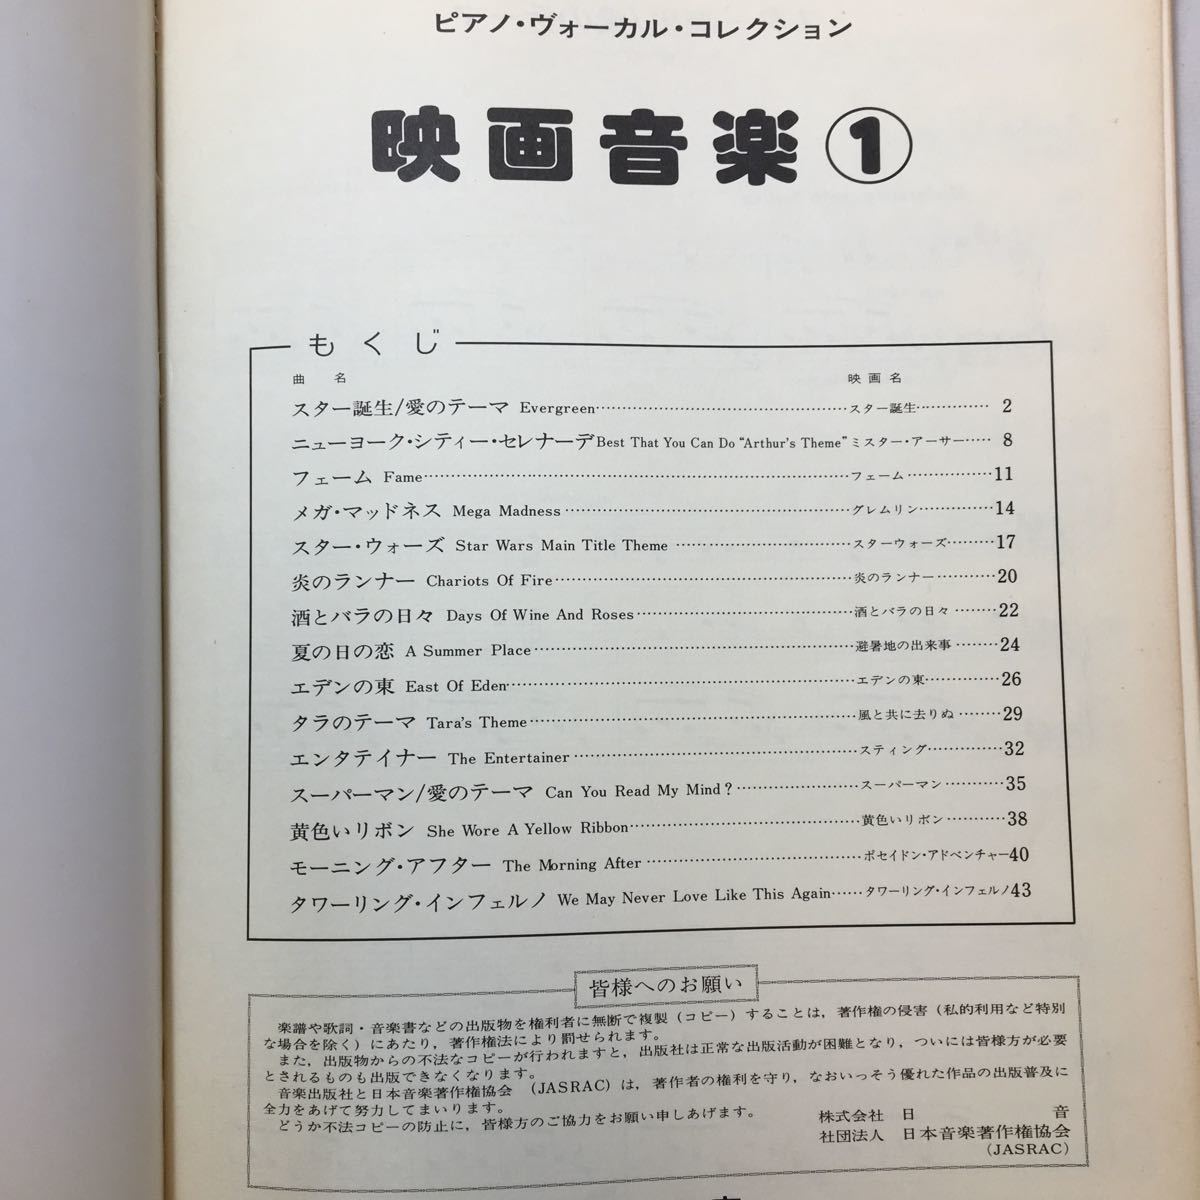 ピアノ・ヴォーカル・コレクション
映画音楽①
もくじ
曲名 映画名
スター誕生/愛のテーマ Evergreen……スター誕生……2
ニューヨーク・シティー・セレナーデ Best That You Can Do “Arthur's Theme” ミスター・アーサー……8
フェーム Fame……フェーム……11
メガ・マッドネス Mega Madness……グレムリン……14
スター・ウォーズ Star Wars Main Title Theme……スターウォーズ……17
炎のランナー Chariots Of Fire……炎のランナー……20
酒とバラの日々 Days Of Wine And Roses……酒とバラの日々……22
夏の日の恋 A Summer Place……避暑地の出来事……24
エデンの東 East Of Eden……エデンの東……26
タラのテーマ Tara's Theme……風と共に去りぬ……29
エンタテイナー The Entertainer……スティング……32
スーパーマン/愛のテーマ Can You Read My Mind?……スーパーマン……35
黄色いリボン She Wore A Yellow Ribbon……黄色いリボン……38
モーニング・アフター The Morning After……ポセイドン・アドベンチャー40
タワーリング・インフェルノ We May Never Love Like This Again……タワーリング・インフェルノ43
皆様へのお願い
楽譜や歌詞・音楽書などの出版物を権利者に無断で複製（コピー）することは，著作権の侵害（私的利用など特別
な場合を除く）にあたり，著作権法により罰せられます。
また，出版物からの不法なコピーが行われますと，出版社は正常な出版活動が困難となり，ついには皆様方が必要
とされるものも出版できなくなります。
音楽出版社と日本音楽著作権協会 （JASRAC）は，著作者の権利を守り，なおいっそう優れた作品の出版普及に
全力をあげて努力してまいります。
どうか不法コピーの防止に，皆様方のご協力をお願い申しあげます。
株式会社 日音
社団法人 日本音楽著作権協会
(JASRAC)